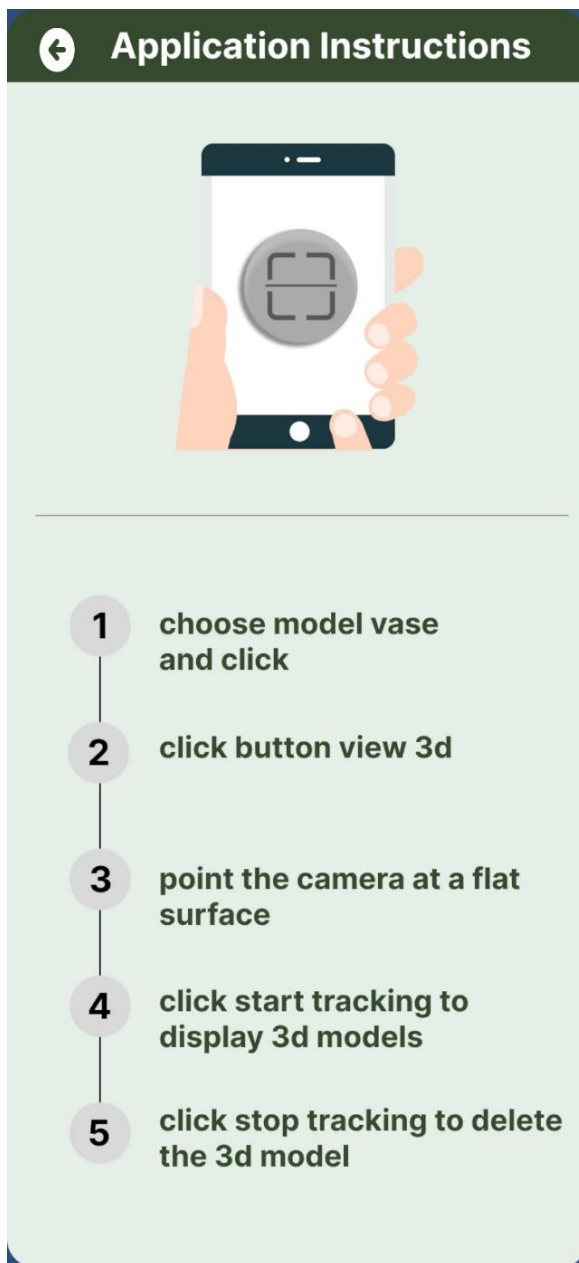 Application Instructions
1
choose model vase
and click
2
click button view 3d
3
point the camera at a flat
surface
4
click start tracking to
display 3d models
5
click stop tracking to delete
the 3d model